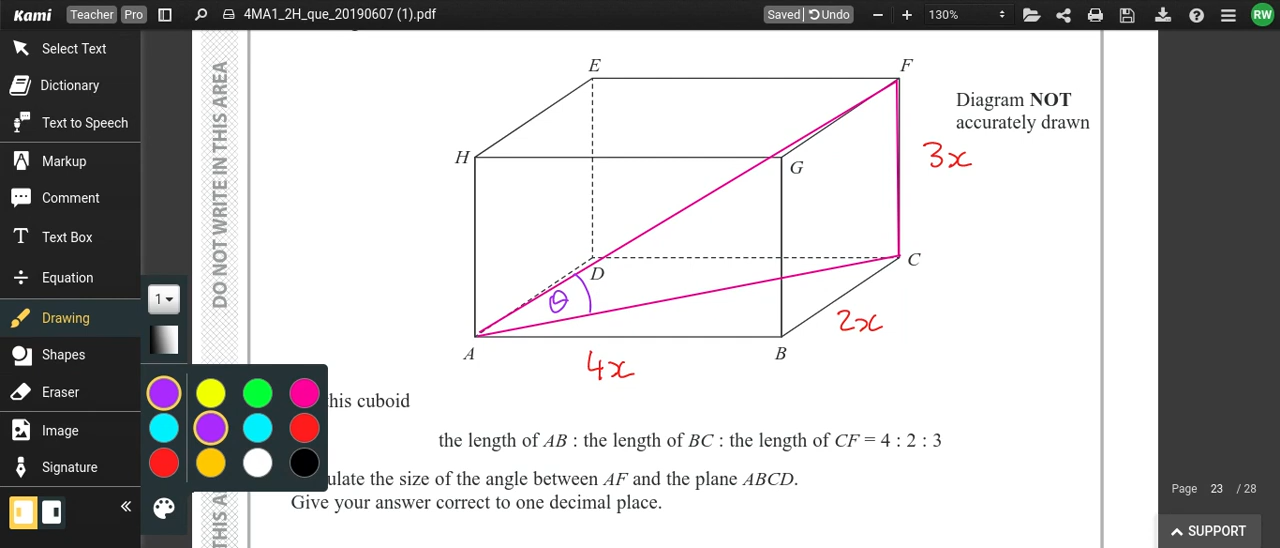 Kami Teacher Pro 4MA1_2H_que_20190607 (1).pdf Saved Undo 130% RW
Select Text
Dictionary
Text to Speech
Markup
Comment
Text Box
Equation
Drawing
Shapes
Eraser
Image
Signature
1
DO NOT WRITE IN THIS AREA
THIS A
E F
H G
D C
A B
θ
3x
2x
4x
Diagram NOT
accurately drawn
this cuboid
the length of AB : the length of BC : the length of CF = 4 : 2 : 3
ulate the size of the angle between AF and the plane ABCD.
Give your answer correct to one decimal place.
Page 23 / 28
SUPPORT